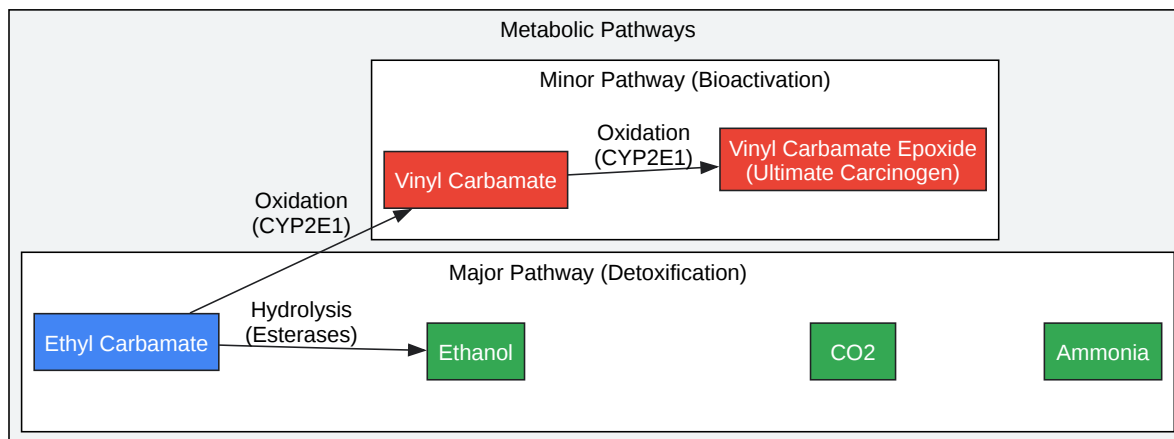 Metabolic Pathways
Minor Pathway (Bioactivation)
Oxidation
(CYP2E1)
Vinyl Carbamate
Vinyl Carbamate Epoxide
(Ultimate Carcinogen)
Oxidation
(CYP2E1)
Major Pathway (Detoxification)
Ethyl Carbamate
Hydrolysis
(Esterases)
Ethanol
CO2
Ammonia